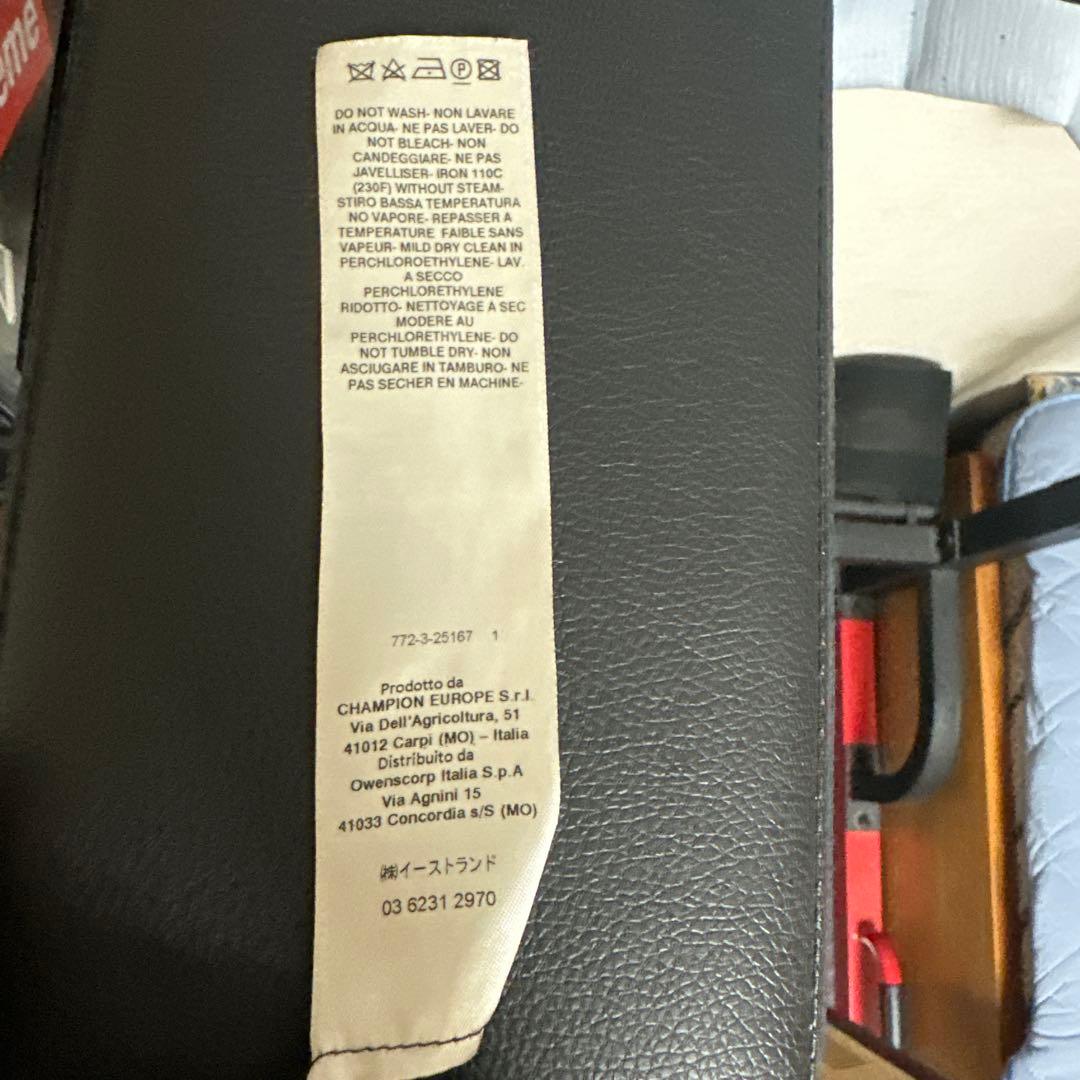 eme
DO NOT WASH- NON LAVARE
IN ACQUA- NE PAS LAVER- DO
NOT BLEACH- NON
CANDEGGIARE- NE PAS
JAVELLISER- IRON 110C
(230F) WITHOUT STEAM-
STIRO BASSA TEMPERATURA
NO VAPORE- REPASSER A
TEMPERATURE FAIBLE SANS
VAPEUR- MILD DRY CLEAN IN
PERCHLOROETHYLENE- LAV.
A SECCO
PERCHLORETHYLENE
RIDOTTO- NETTOYAGE A SEC
MODERE AU
PERCHLORETHYLENE- DO
NOT TUMBLE DRY- NON
ASCIUGARE IN TAMBURO- NE
PAS SECHER EN MACHINE-
772-3-25167 1
Prodotto da
CHAMPION EUROPE S.r.l.
Via Dell'Agricoltura, 51
41012 Carpi (MO) – Italia
Distribuito da
Owenscorp Italia S.p.A
Via Agnini 15
41033 Concordia s/S (MO)
㈱イーストランド
03 6231 2970